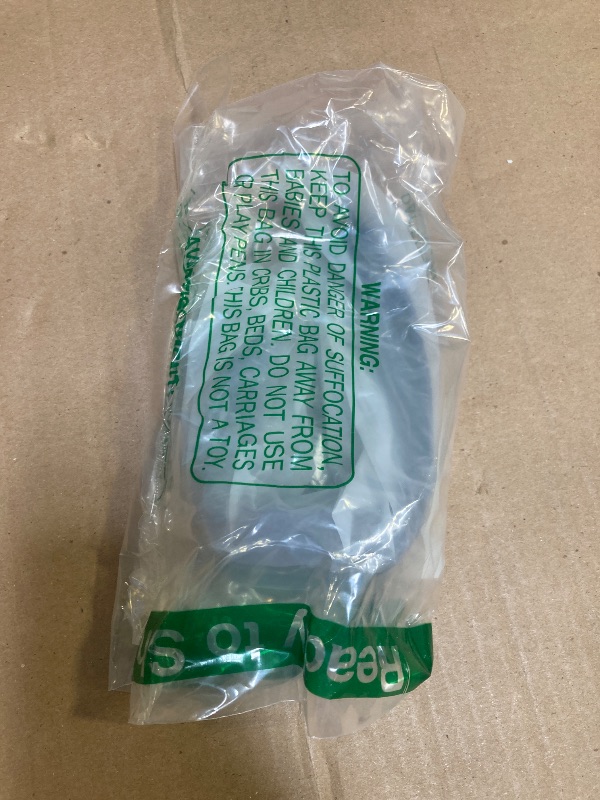 WARNING:
TO AVOID DANGER OF SUFFOCATION,
KEEP THIS PLASTIC BAG AWAY FROM
BABIES AND CHILDREN. DO NOT USE
THIS BAG IN CRBS, BEDS, CARRIAGES
OR PLAY PENS. THIS BAG IS NOT A TOY.
Ready to S